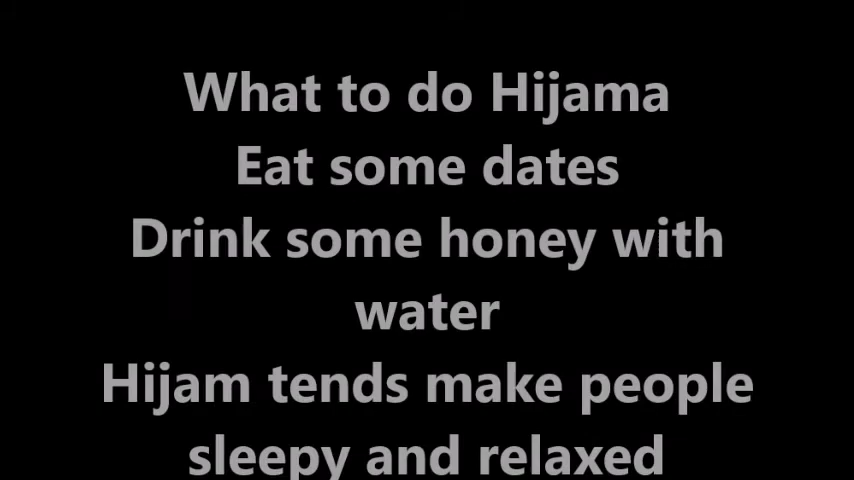 What to do Hijama
Eat some dates
Drink some honey with
water
Hijam tends make people
sleepy and relaxed